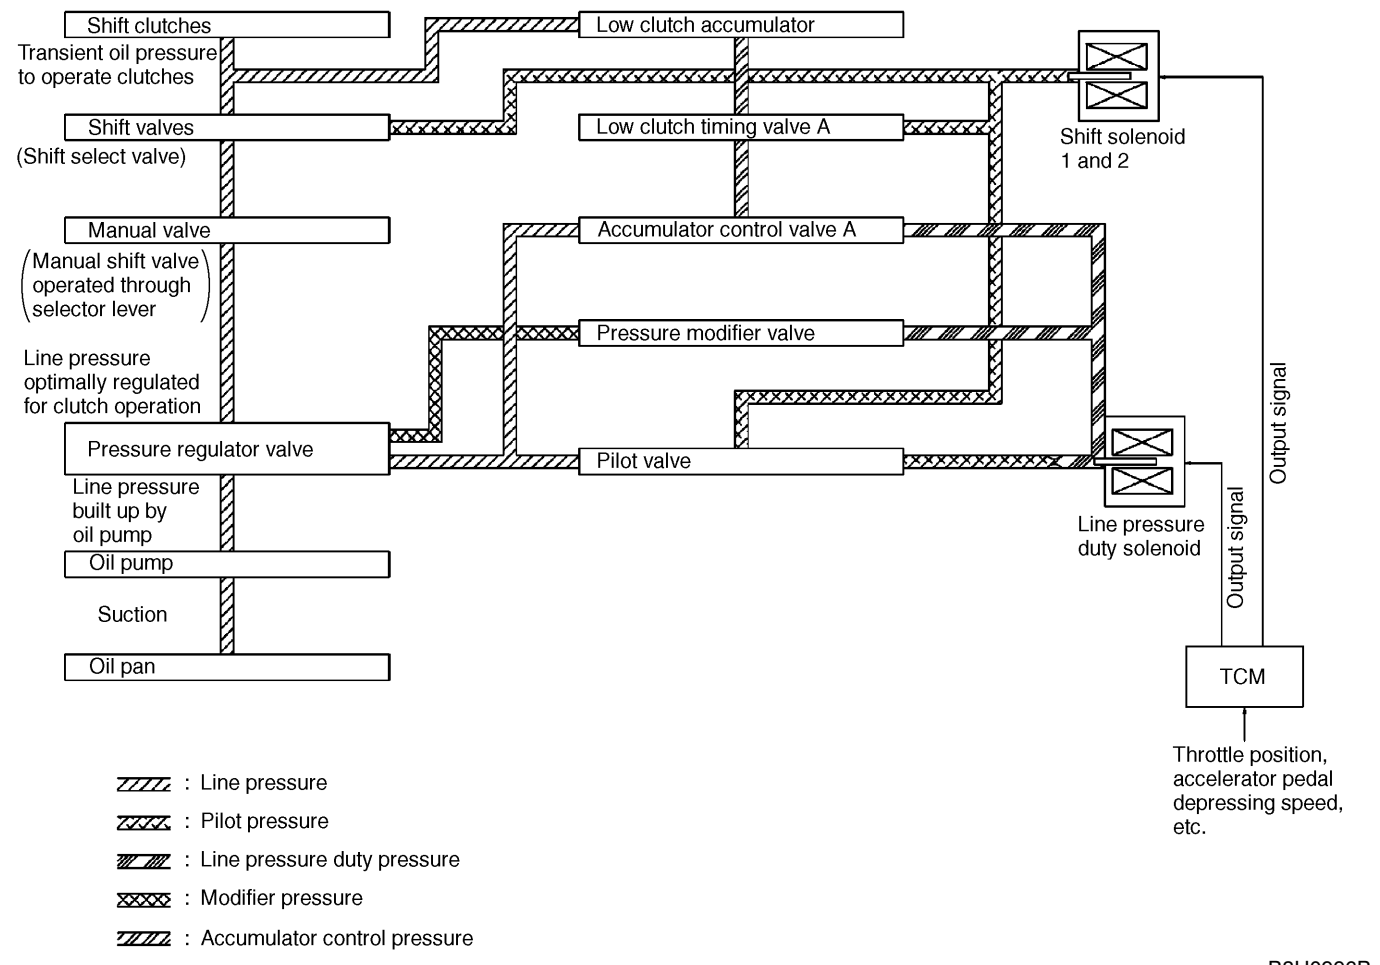 Shift clutches
Transient oil pressure
to operate clutches
Shift valves
(Shift select valve)
Manual valve
(Manual shift valve
operated through
selector lever)
Line pressure
optimally regulated
for clutch operation
Pressure regulator valve
Line pressure
built up by
oil pump
Oil pump
Suction
Oil pan
Low clutch accumulator
Low clutch timing valve A
Accumulator control valve A
Pressure modifier valve
Pilot valve
Shift solenoid
1 and 2
Line pressure
duty solenoid
Output signal
Output signal
TCM
Throttle position,
accelerator pedal
depressing speed,
etc.
: Line pressure
: Pilot pressure
: Line pressure duty pressure
: Modifier pressure
: Accumulator control pressure